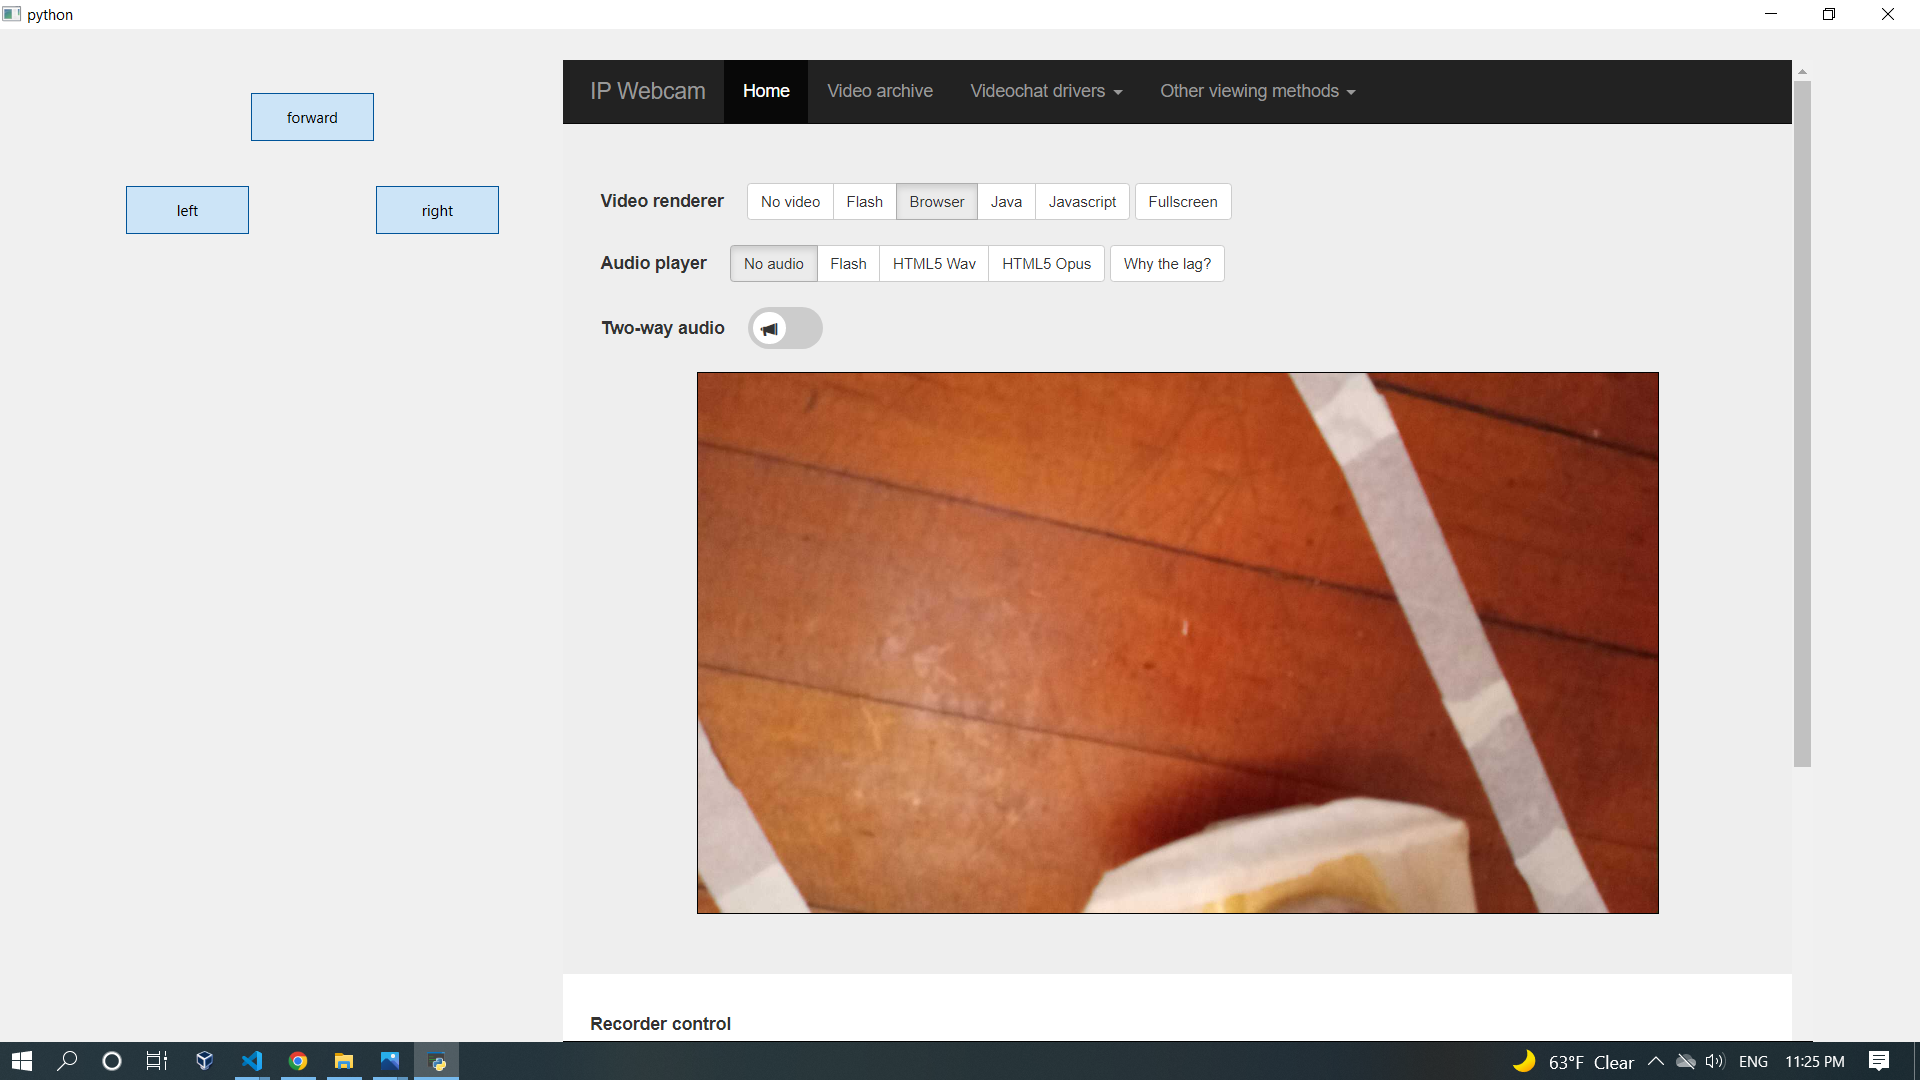 python
forward
left
right
IP Webcam Home Video archive Videochat drivers Other viewing methods
Video renderer No video Flash Browser Java Javascript Fullscreen
Audio player No audio Flash HTML5 Wav HTML5 Opus Why the lag?
Two-way audio
Recorder control
63°F Clear ENG 11:25 PM